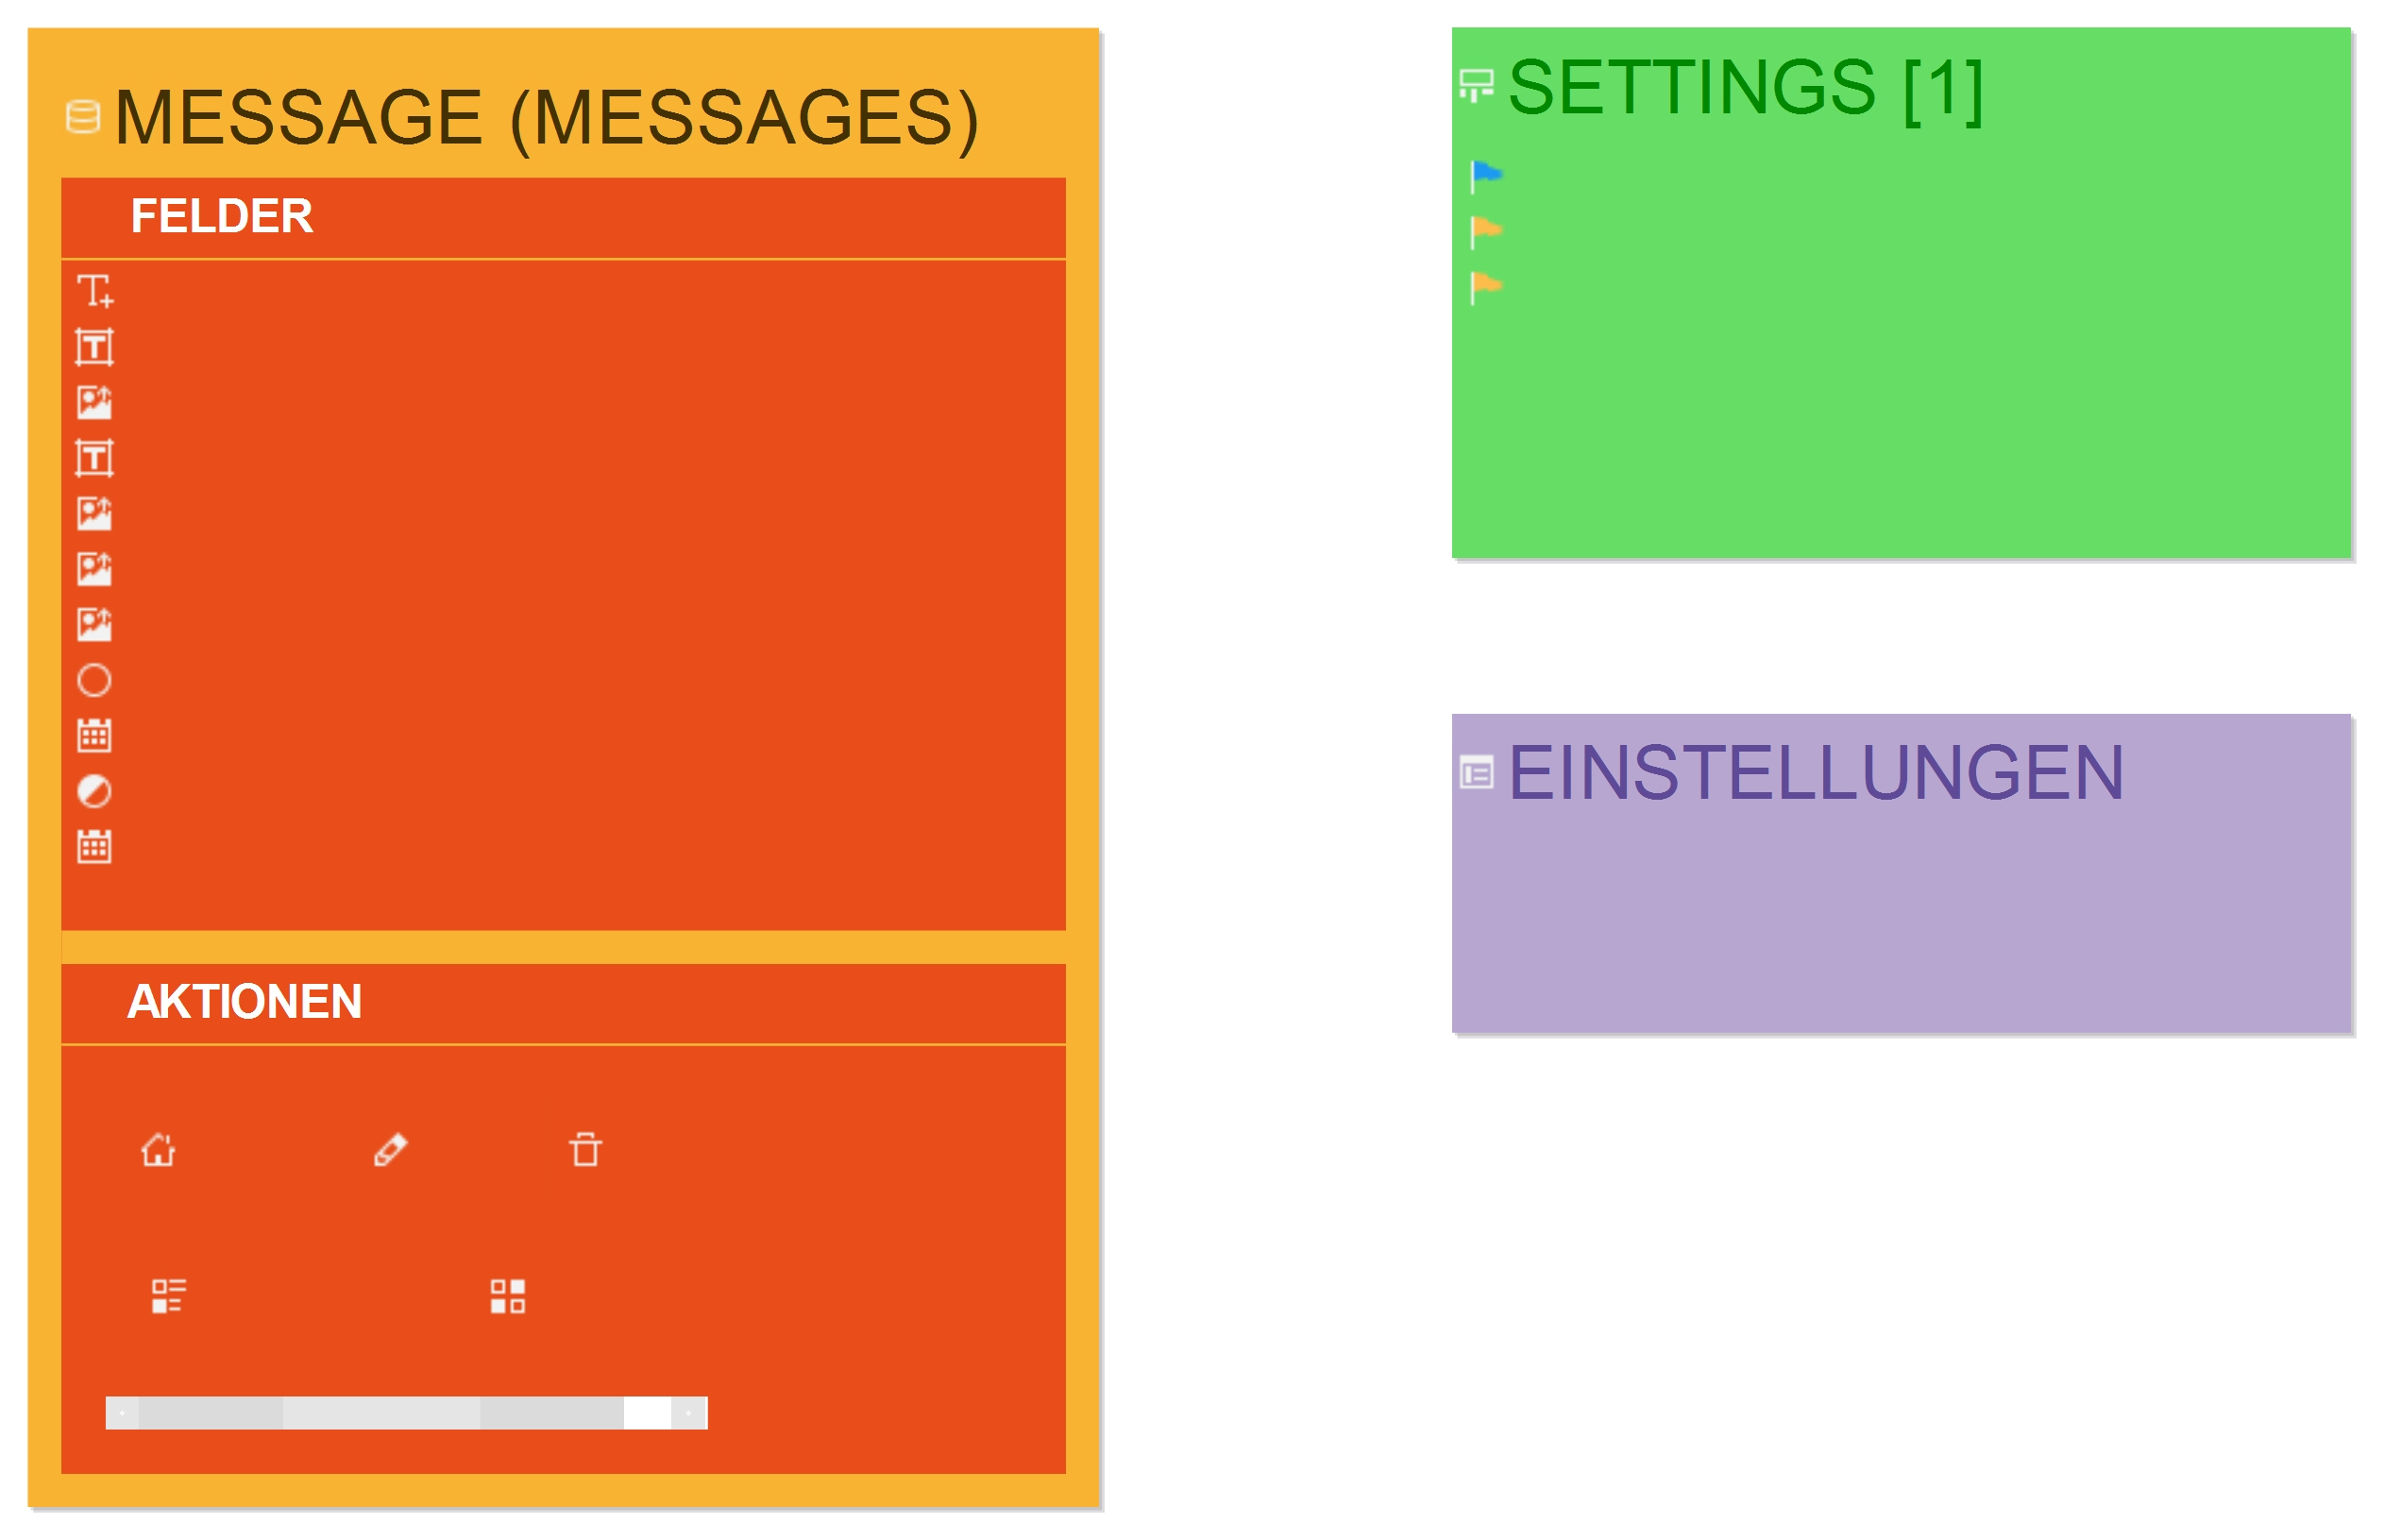 MESSAGE (MESSAGES)
FELDER
AKTIONEN
SETTINGS [1]
EINSTELLUNGEN